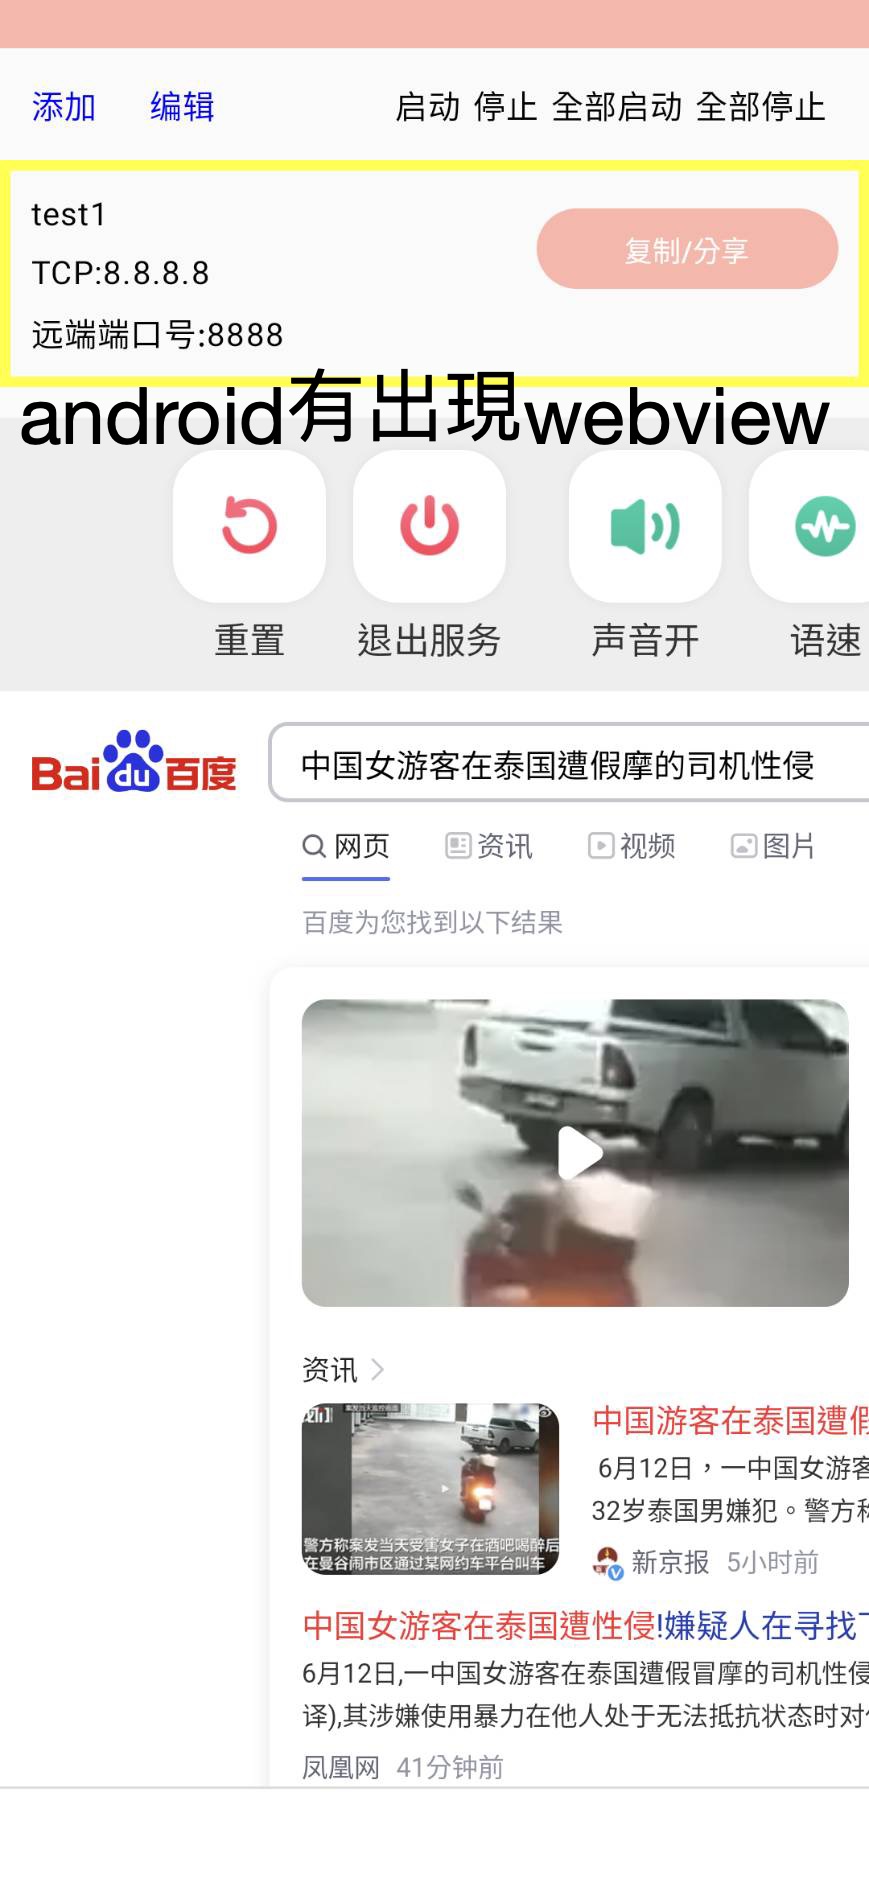 添加 编辑 启动 停止 全部启动 全部停止
test1
TCP:8.8.8.8
复制/分享
远端端口号:8888
android有出現webview
重置 退出服务 声音开 语速
Bai du 百度
中国女游客在泰国遭假摩的司机性侵
网页 资讯 视频 图片
百度为您找到以下结果
资讯
中国游客在泰国遭假
6月12日，一中国女游客
32岁泰国男嫌犯。警方称
新京报 5小时前
警方称案发当天受害女子在酒吧喝醉后
在曼谷闹市区通过某网约车平台叫车
中国女游客在泰国遭性侵!嫌疑人在寻找下
6月12日,一中国女游客在泰国遭假冒摩的司机性侵
译),其涉嫌使用暴力在他人处于无法抵抗状态时对
凤凰网 41分钟前